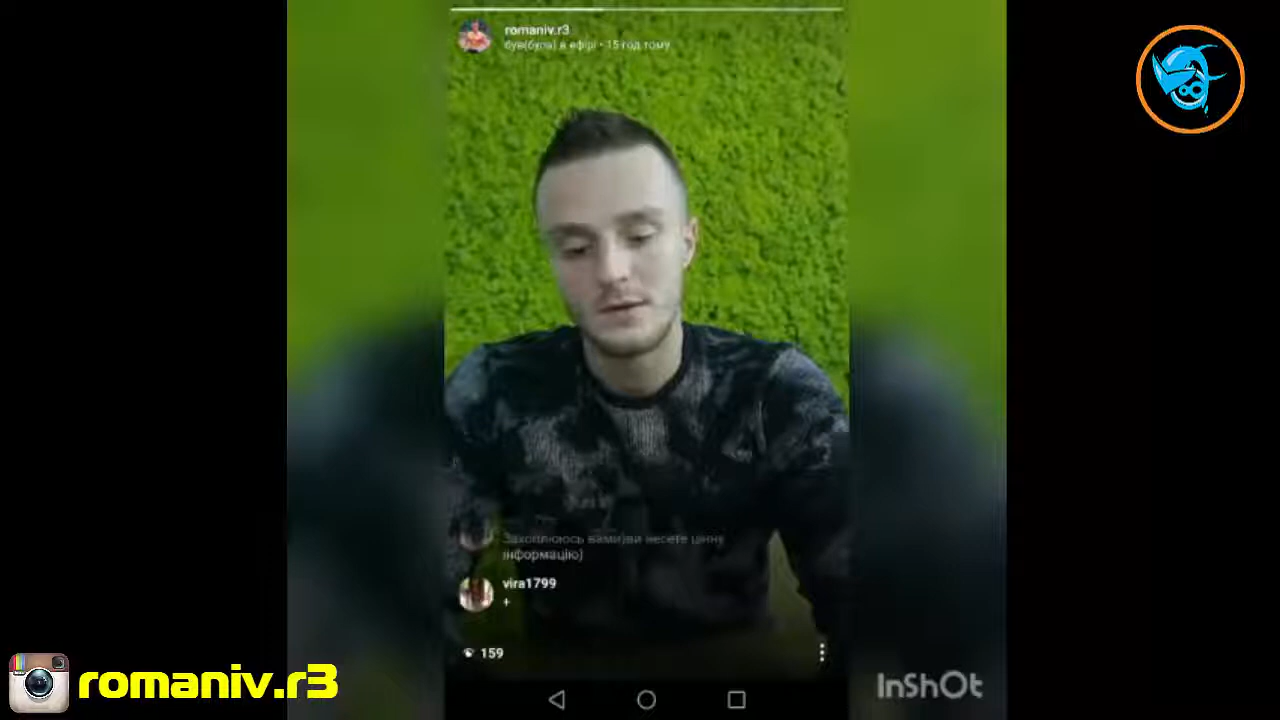 romaniv.r3
був(була) в ефірі • 15 год тому
Захоплююсь вами)ви несете цінну
інформацію)
vira1799
+
159
romaniv.r3
InShOt